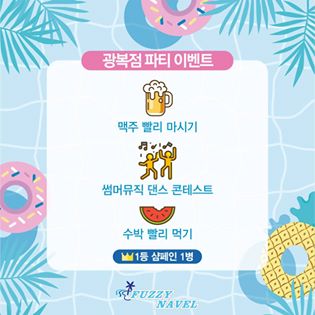 광복점 파티 이벤트
맥주 빨리 마시기
썸머뮤직 댄스 콘테스트
수박 빨리 먹기
1등 샴페인 1병
FUZZY
NAVEL